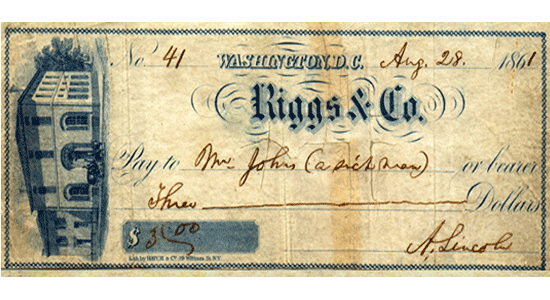 No. 41 WASHINGTON, D.C. Aug. 28. 1861
Riggs & Co.
Pay to Mr Johns (a sick man) or bearer
Three Dollars
$ 3/00
A. Lincoln